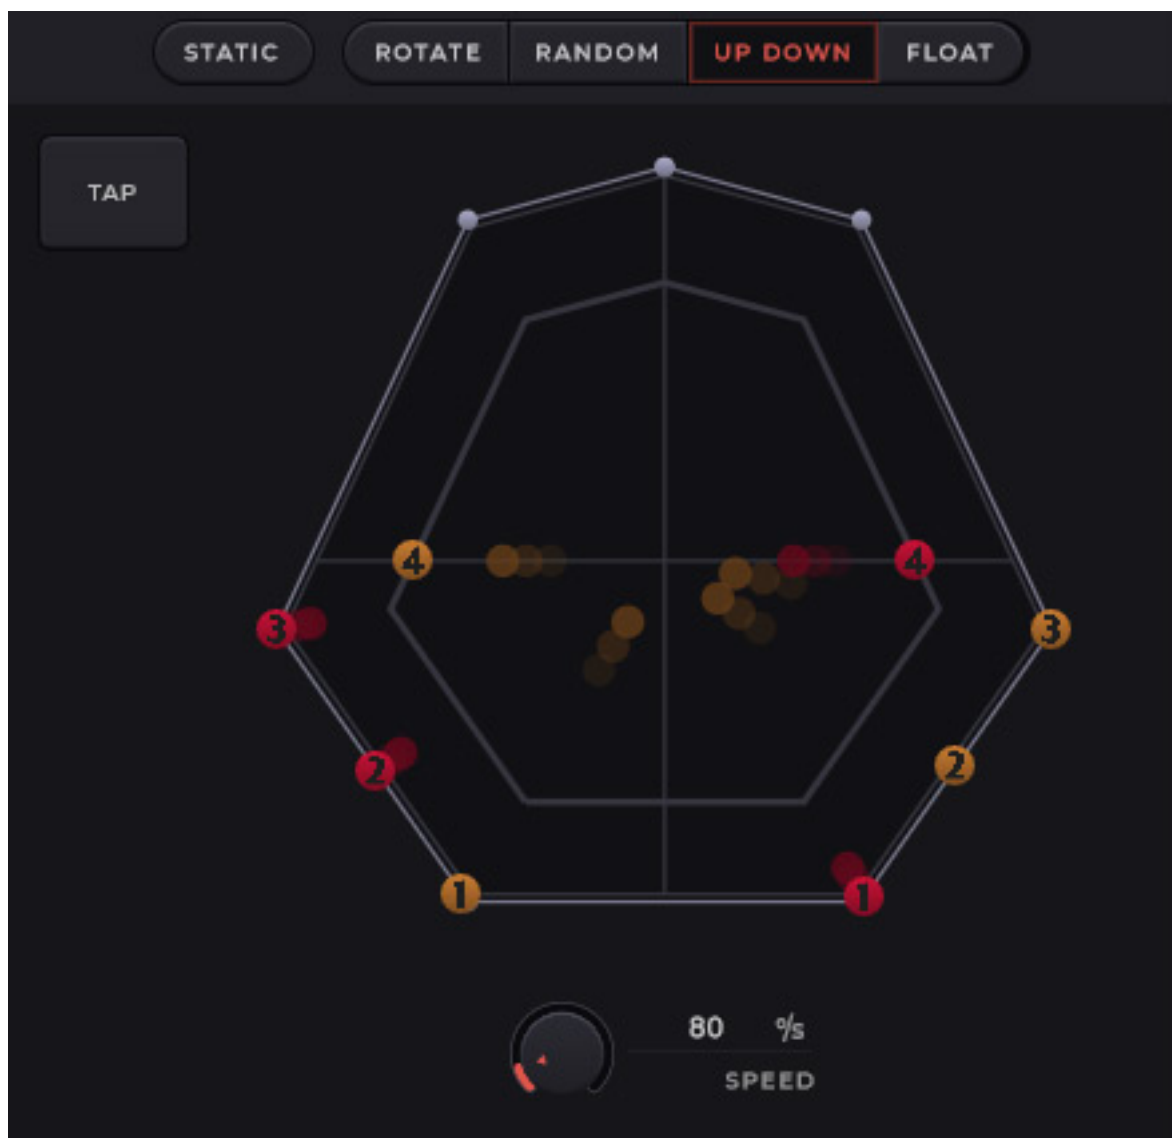 STATIC ROTATE RANDOM UP DOWN FLOAT
TAP
4 4
3 3
2 2
1 1
80 %/s
SPEED